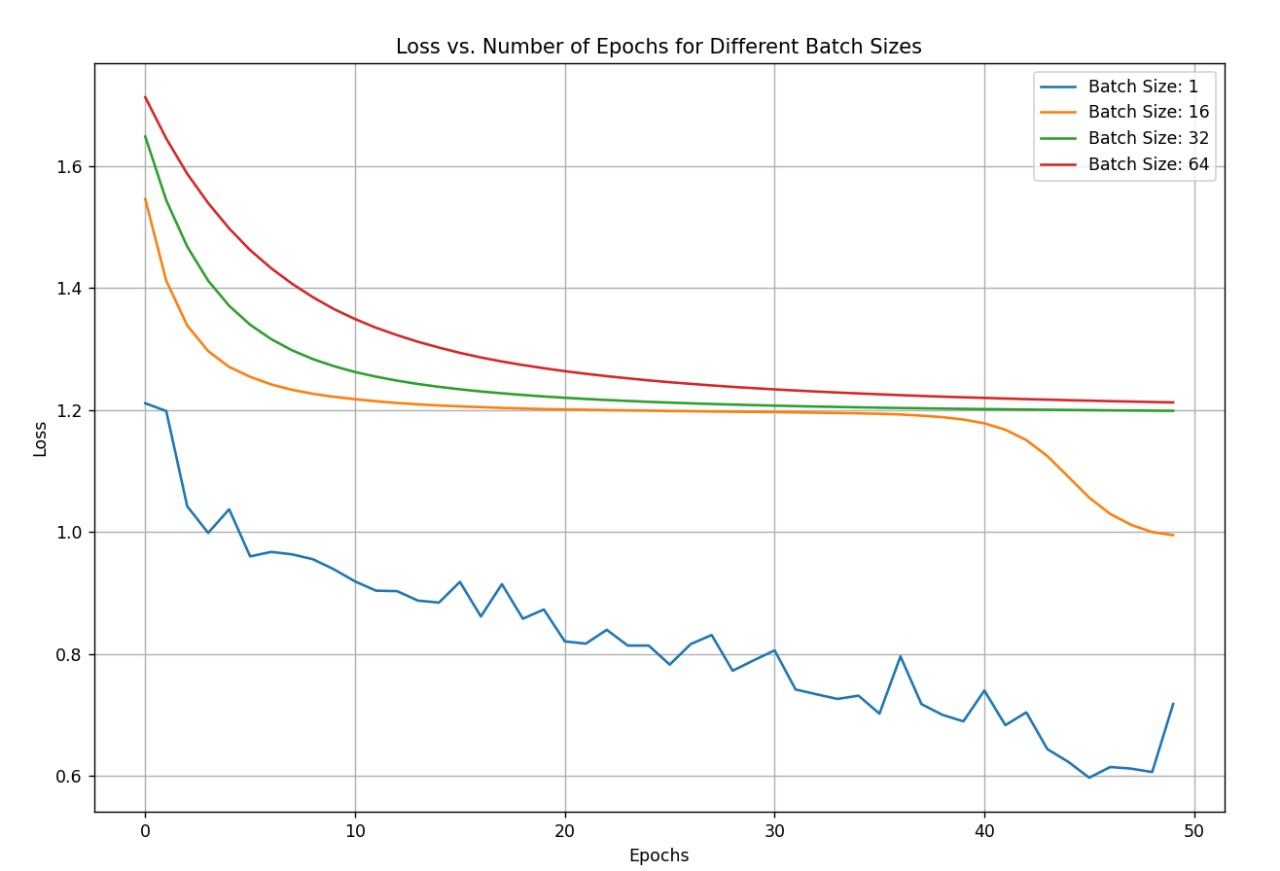 Loss vs. Number of Epochs for Different Batch Sizes
Batch Size: 1
Batch Size: 16
Batch Size: 32
Batch Size: 64
1.6
1.4
1.2
1.0
0.8
0.6
Loss
0 10 20 30 40 50
Epochs